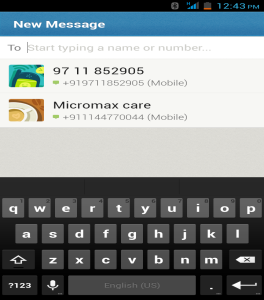 12:43 PM
New Message
To Start typing a name or number...
97 11 852905
+919711852905 (Mobile)
Micromax care
+911144770044 (Mobile)
q w e r t y u i o p
a s d f g h j k l
z x c v b n m
?123 English (US) .